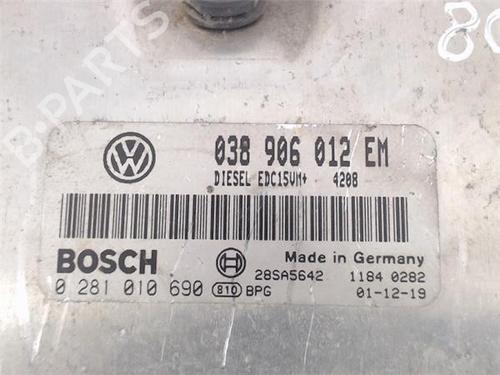 80
B-Parts
038 906 012 EM
DIESEL EDC15VM+ 4208
BOSCH
Made in Germany
28SA5642 1184 0282
0 281 010 690 810 BPG 01-12-19